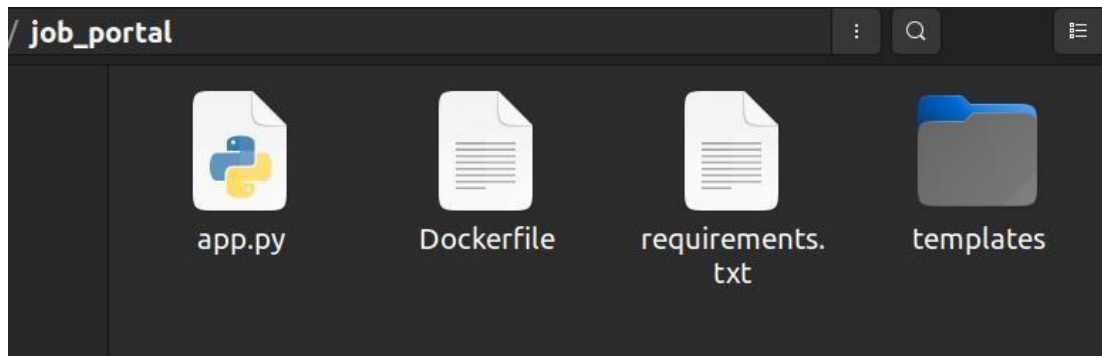 / job_portal
app.py
Dockerfile
requirements.
txt
templates